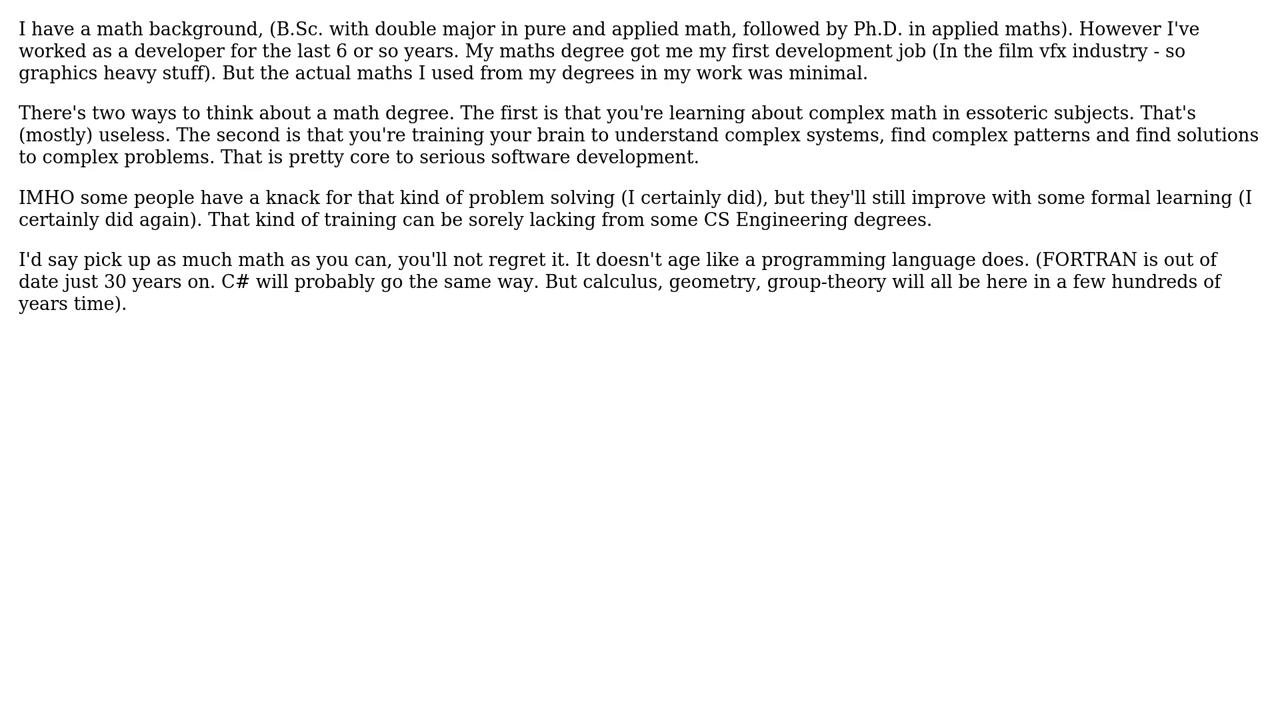 I have a math background, (B.Sc. with double major in pure and applied math, followed by Ph.D. in applied maths). However I've
worked as a developer for the last 6 or so years. My maths degree got me my first development job (In the film vfx industry - so
graphics heavy stuff). But the actual maths I used from my degrees in my work was minimal.
There's two ways to think about a math degree. The first is that you're learning about complex math in essoteric subjects. That's
(mostly) useless. The second is that you're training your brain to understand complex systems, find complex patterns and find solutions
to complex problems. That is pretty core to serious software development.
IMHO some people have a knack for that kind of problem solving (I certainly did), but they'll still improve with some formal learning (I
certainly did again). That kind of training can be sorely lacking from some CS Engineering degrees.
I'd say pick up as much math as you can, you'll not regret it. It doesn't age like a programming language does. (FORTRAN is out of
date just 30 years on. C# will probably go the same way. But calculus, geometry, group-theory will all be here in a few hundreds of
years time).